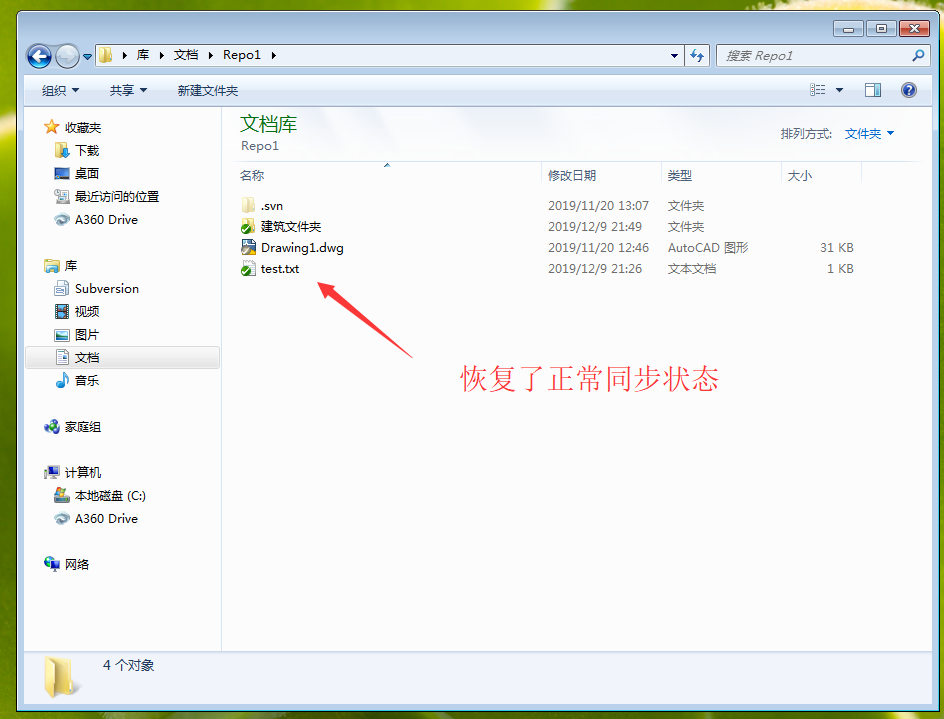 库 文档 Repo1
搜索 Repo1
组织 共享 新建文件夹
收藏夹
下载
桌面
最近访问的位置
A360 Drive
库
Subversion
视频
图片
文档
音乐
家庭组
计算机
本地磁盘 (C:)
A360 Drive
网络
文档库
Repo1
排列方式: 文件夹
名称 修改日期 类型 大小
.svn 2019/11/20 13:07 文件夹
建筑文件夹 2019/12/9 21:49 文件夹
Drawing1.dwg 2019/11/20 12:46 AutoCAD 图形 31 KB
test.txt 2019/12/9 21:26 文本文档 1 KB
恢复了正常同步状态
4 个对象